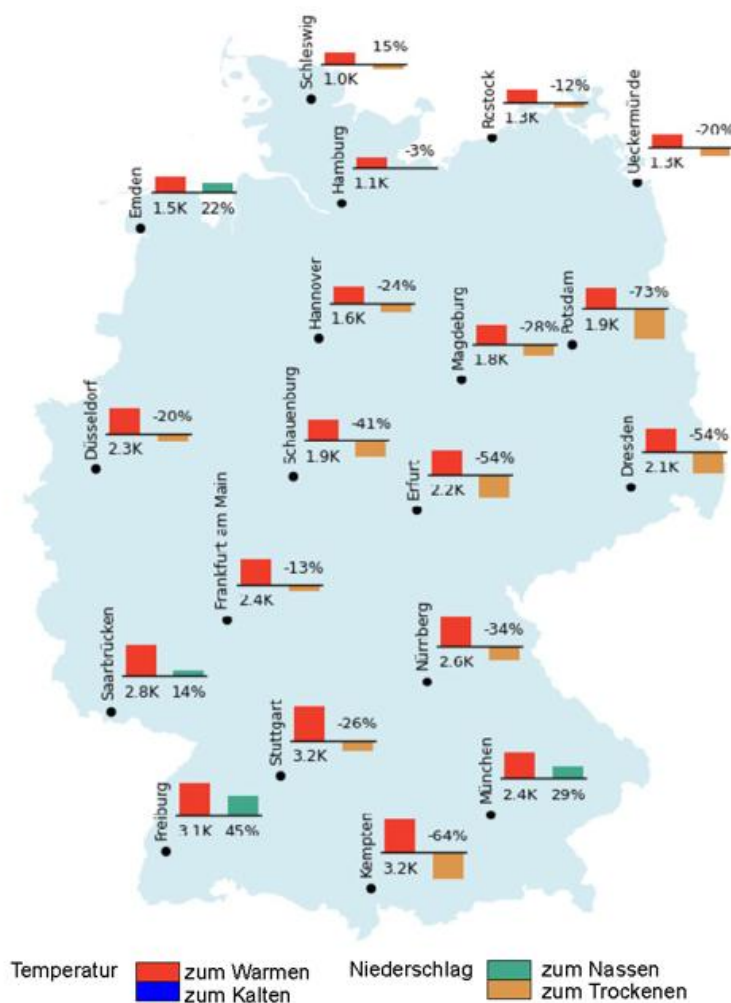 Schleswig
15%
1.0K
Rostock
-12%
1.3K
Ueckermürde
-20%
1.3K
Hamburg
-3%
1.1K
Emden
1.5K 22%
Hannover
-24%
1.6K
Magdeburg
-28%
1.8K
Potsdam
-73%
1.9K
Düsseldorf
-20%
2.3K
Schauenburg
-41%
1.9K
Erfurt
-54%
2.2K
Dresden
-54%
2.1K
Frankfurt am Main
-13%
2.4K
Saarbrücken
2.8K 14%
Nürnberg
-34%
2.6K
Stuttgart
-26%
3.2K
München
2.4K 29%
Freiburg
3.1K 45%
Kempten
-64%
3.2K
Temperatur zum Warmen Niederschlag zum Nassen
zum Kalten zum Trockenen